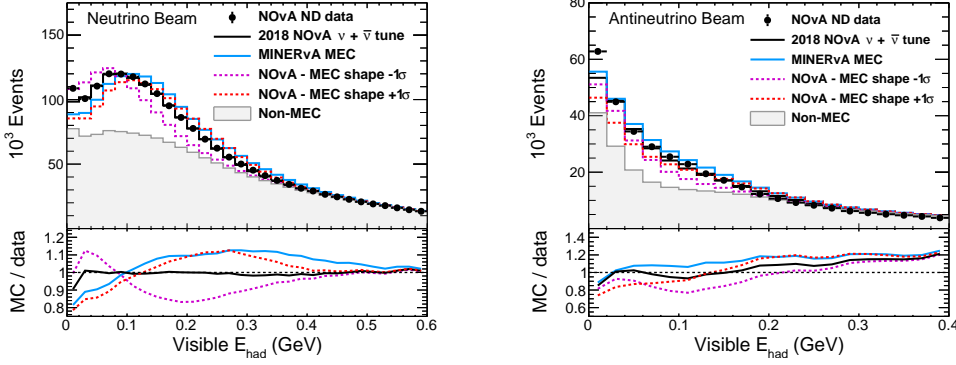 Neutrino Beam
NOvA ND data
2018 NOvA ν + ν̄ tune
MINERvA MEC
NOvA - MEC shape -1σ
NOvA - MEC shape +1σ
Non-MEC
10³ Events
150
100
50
MC / data
1.2
1.1
1
0.9
0.8
0 0.1 0.2 0.3 0.4 0.5 0.6
Visible E_had (GeV)
Antineutrino Beam
NOvA ND data
2018 NOvA ν + ν̄ tune
MINERvA MEC
NOvA - MEC shape -1σ
NOvA - MEC shape +1σ
Non-MEC
10³ Events
80
60
40
20
MC / data
1.4
1.2
1
0.8
0.6
0 0.1 0.2 0.3 0.4
Visible E_had (GeV)